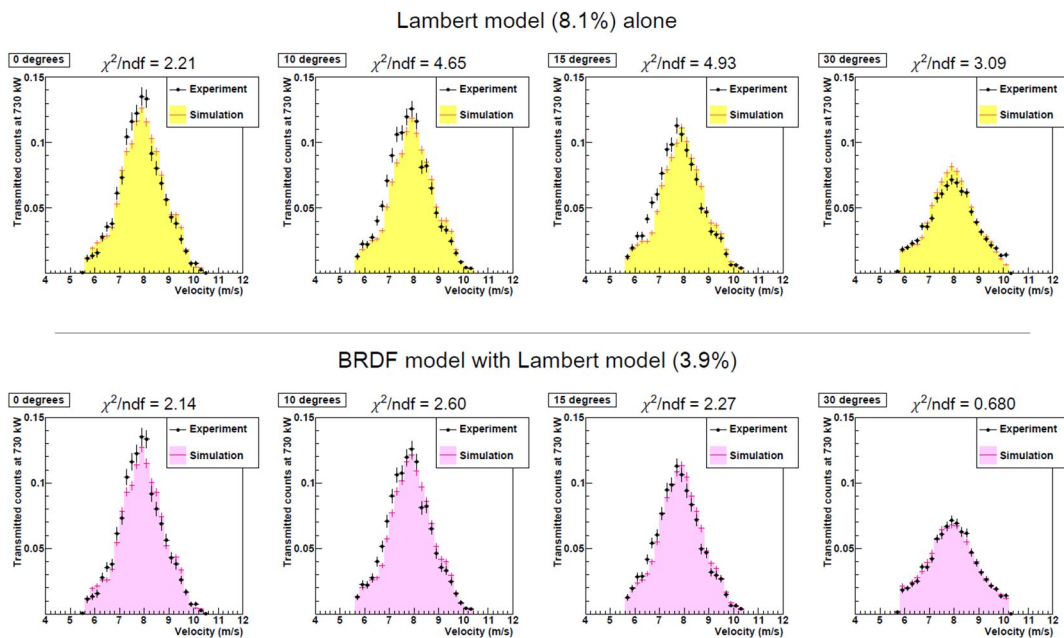 Lambert model (8.1%) alone
0 degrees
χ²/ndf = 2.21
Transmitted counts at 730 kW
0.15
0.1
0.05
Experiment
Simulation
4 5 6 7 8 9 10 11 12
Velocity (m/s)
10 degrees
χ²/ndf = 4.65
Transmitted counts at 730 kW
0.15
0.1
0.05
Experiment
Simulation
4 5 6 7 8 9 10 11 12
Velocity (m/s)
15 degrees
χ²/ndf = 4.93
Transmitted counts at 730 kW
0.15
0.1
0.05
Experiment
Simulation
4 5 6 7 8 9 10 11 12
Velocity (m/s)
30 degrees
χ²/ndf = 3.09
Transmitted counts at 730 kW
0.15
0.1
0.05
Experiment
Simulation
4 5 6 7 8 9 10 11 12
Velocity (m/s)
BRDF model with Lambert model (3.9%)
0 degrees
χ²/ndf = 2.14
Transmitted counts at 730 kW
0.15
0.1
0.05
Experiment
Simulation
4 5 6 7 8 9 10 11 12
Velocity (m/s)
10 degrees
χ²/ndf = 2.60
Transmitted counts at 730 kW
0.15
0.1
0.05
Experiment
Simulation
4 5 6 7 8 9 10 11 12
Velocity (m/s)
15 degrees
χ²/ndf = 2.27
Transmitted counts at 730 kW
0.15
0.1
0.05
Experiment
Simulation
4 5 6 7 8 9 10 11 12
Velocity (m/s)
30 degrees
χ²/ndf = 0.680
Transmitted counts at 730 kW
0.15
0.1
0.05
Experiment
Simulation
4 5 6 7 8 9 10 11 12
Velocity (m/s)